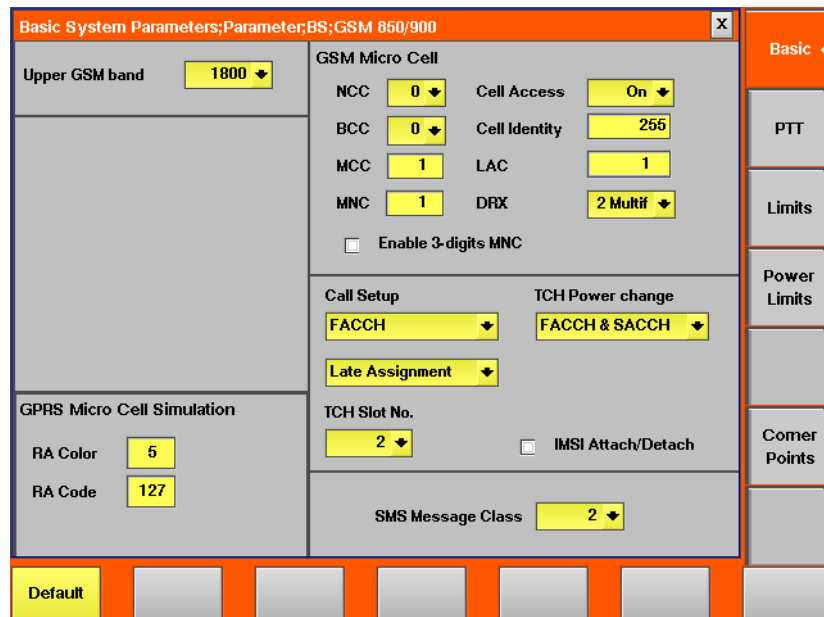 Basic System Parameters;Parameter;BS;GSM 850/900
X
Basic
Upper GSM band 1800
GSM Micro Cell
NCC 0 Cell Access On
BCC 0 Cell Identity 255
MCC 1 LAC 1
MNC 1 DRX 2 Multif
Enable 3-digits MNC
PTT
Limits
Power
Limits
Call Setup TCH Power change
FACCH FACCH & SACCH
Late Assignment
TCH Slot No.
2 IMSI Attach/Detach
GPRS Micro Cell Simulation
RA Color 5
RA Code 127
Corner
Points
SMS Message Class 2
Default